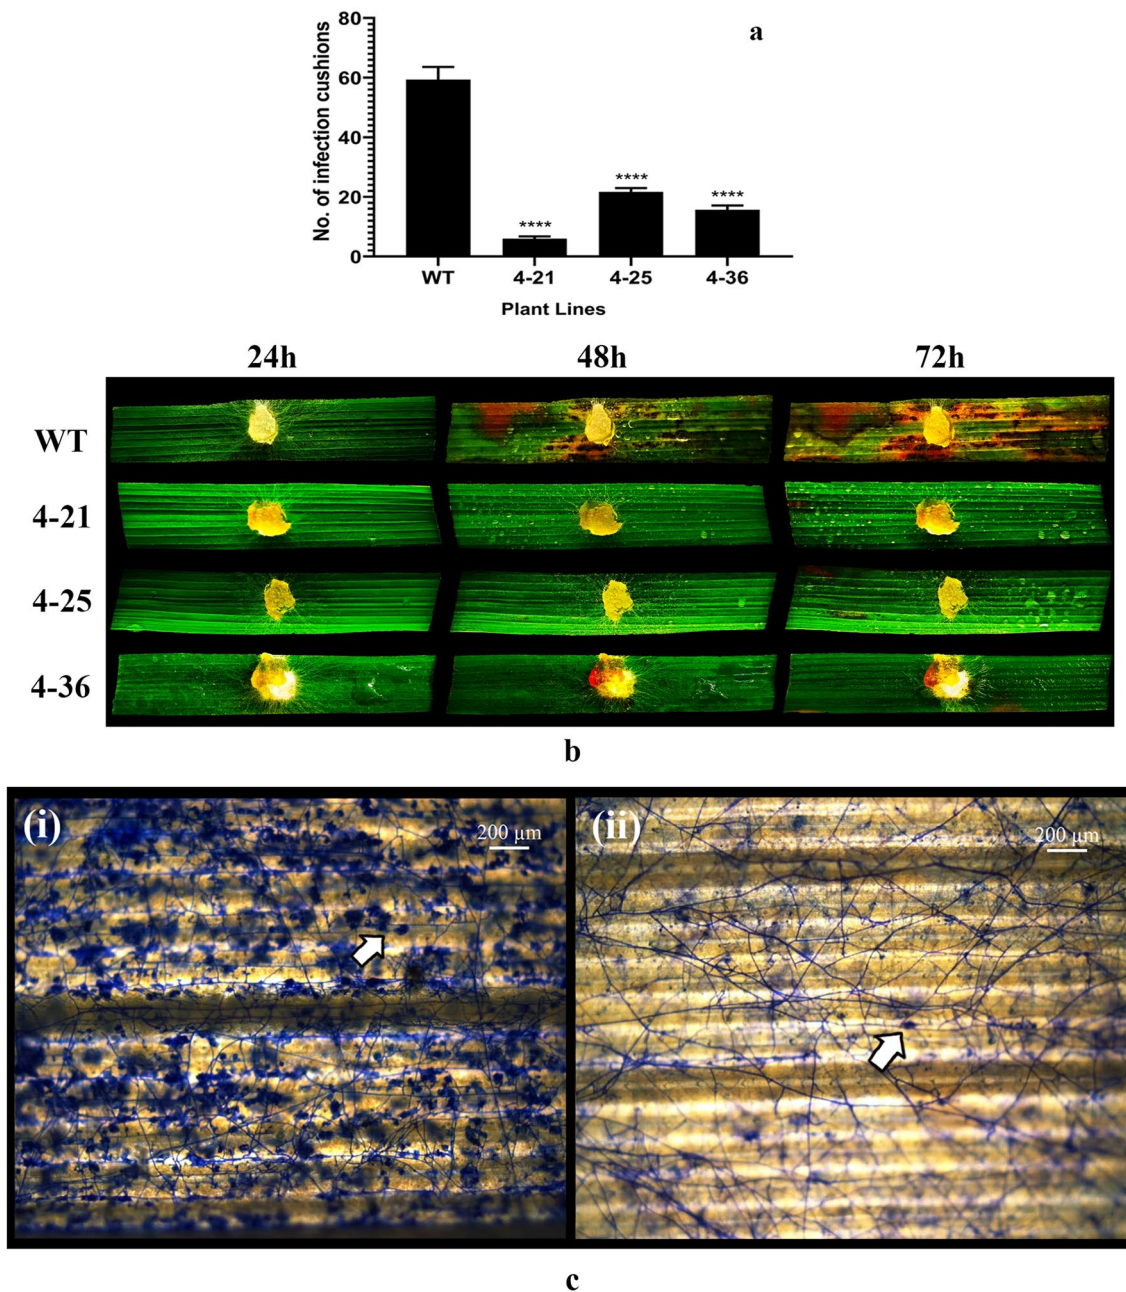 a
80
60
40
20
0
No. of infection cushions
****
****
****
WT 4-21 4-25 4-36
Plant Lines
24h 48h 72h
WT
4-21
4-25
4-36
b
(i) 200 µm
(ii) 200 µm
c